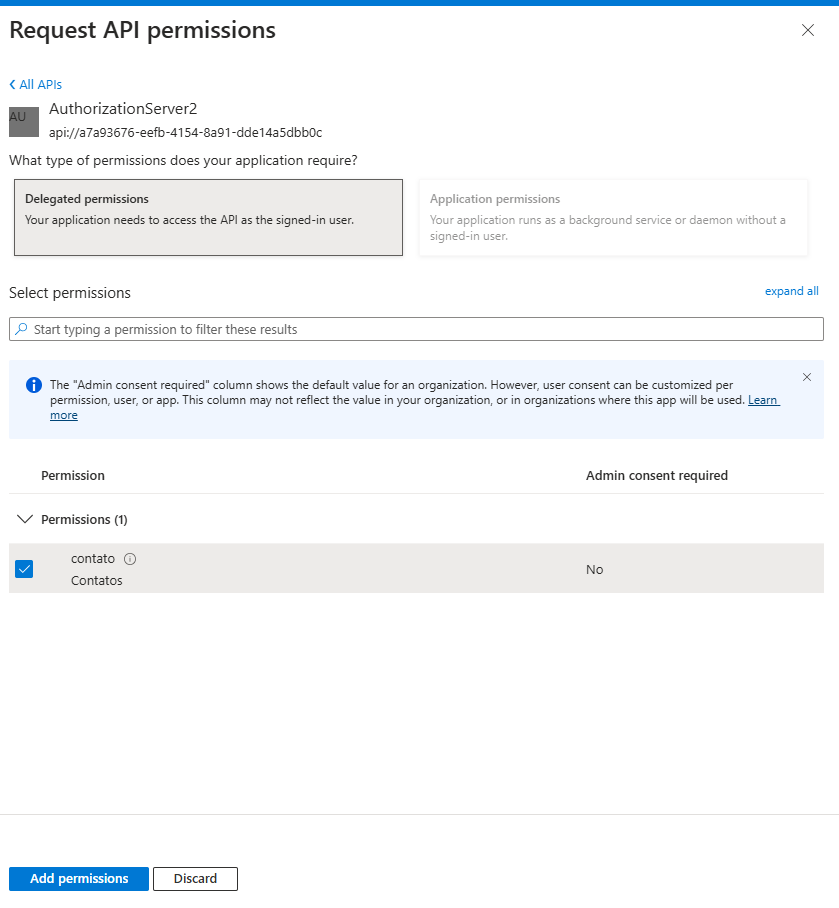 Request API permissions
All APIs
AU
AuthorizationServer2
api://a7a93676-eefb-4154-8a91-dde14a5dbb0c
What type of permissions does your application require?
Delegated permissions
Your application needs to access the API as the signed-in user.
Application permissions
Your application runs as a background service or daemon without a
signed-in user.
Select permissions
expand all
Start typing a permission to filter these results
The "Admin consent required" column shows the default value for an organization. However, user consent can be customized per
permission, user, or app. This column may not reflect the value in your organization, or in organizations where this app will be used. Learn
more
Permission
Admin consent required
Permissions (1)
contato
Contatos
No
Add permissions
Discard